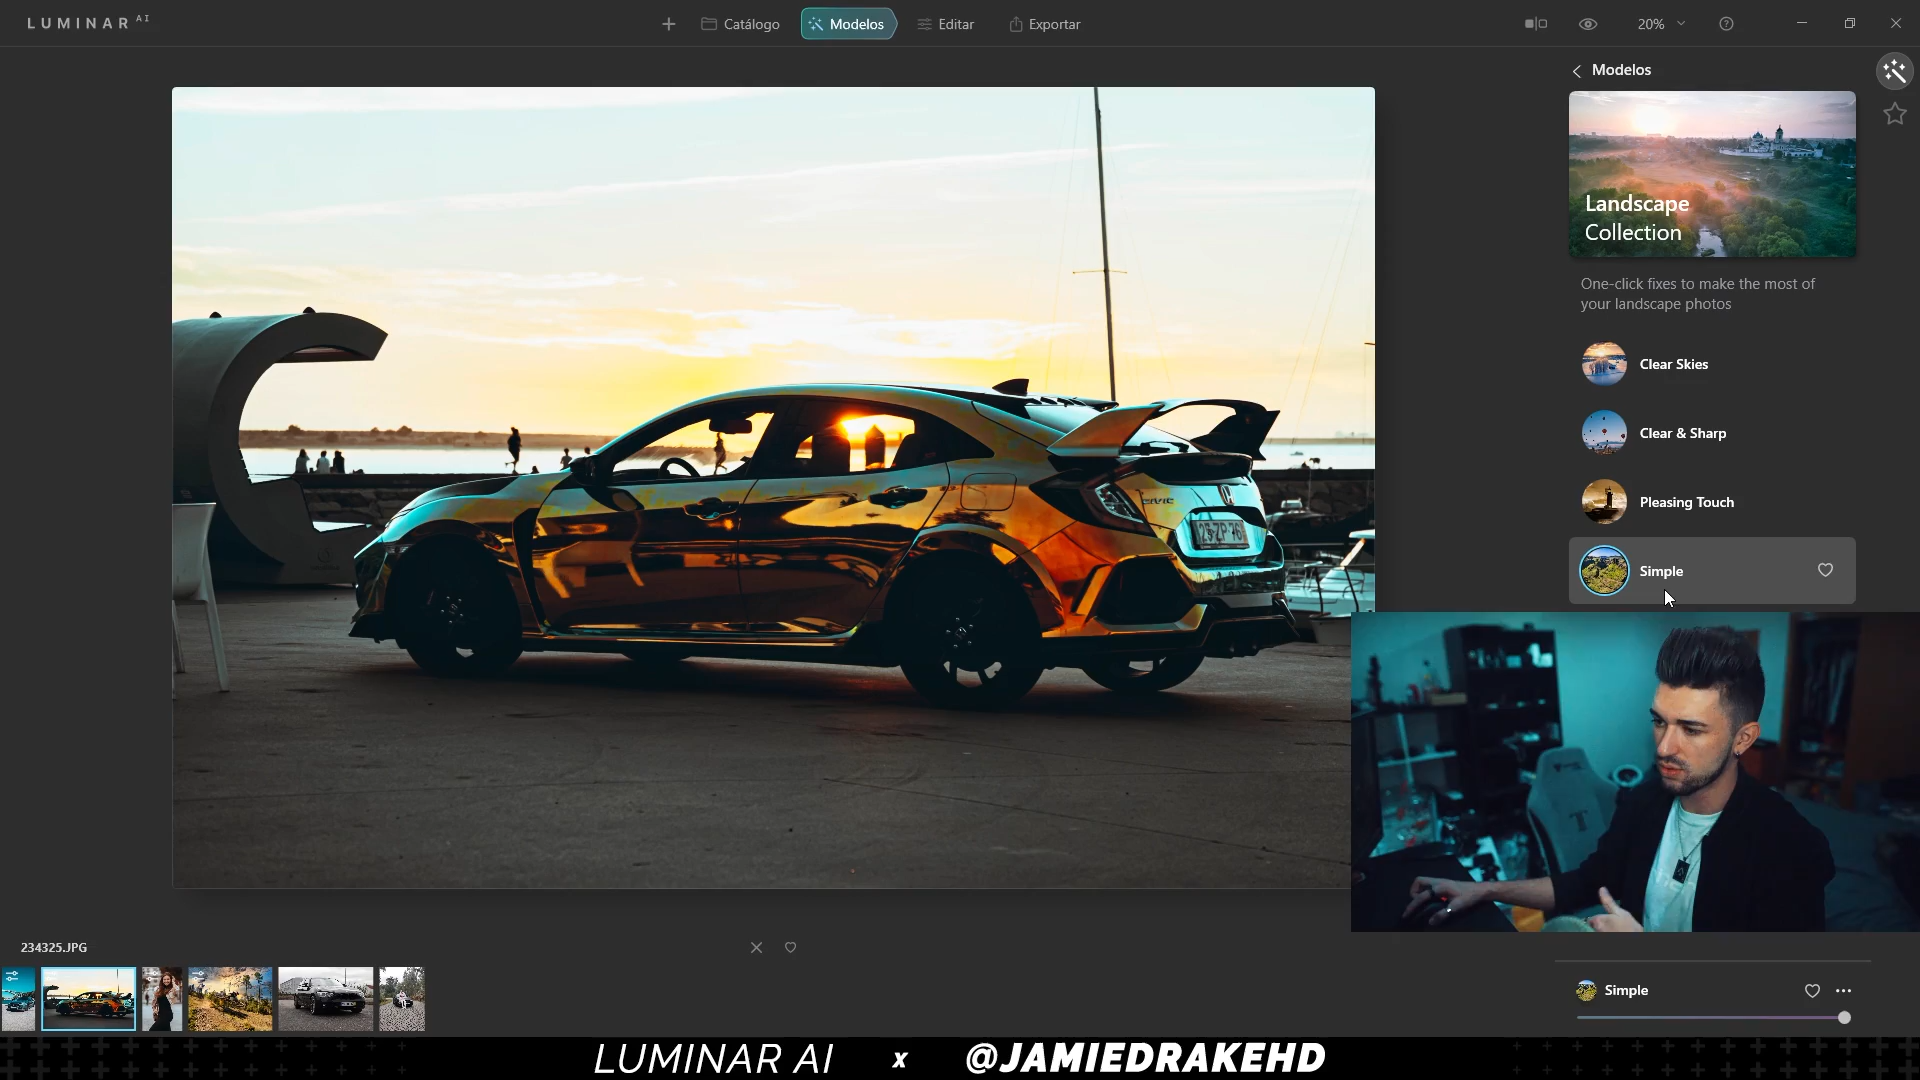 LUMINAR AI
Catálogo
Modelos
Editar
Exportar
20%
Modelos
Landscape
Collection
One-click fixes to make the most of
your landscape photos
Clear Skies
Clear & Sharp
Pleasing Touch
Simple
CIVIC
234325.JPG
Simple
LUMINAR AI x @JAMIEDRAKEHD